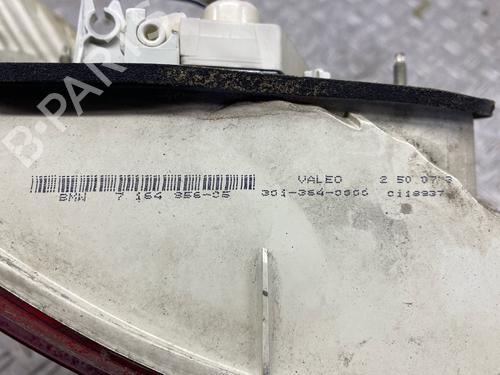 B-PARTS
VALEO 2 50 07 3
BMW 7 164 956-05 301-364-0000 C118937